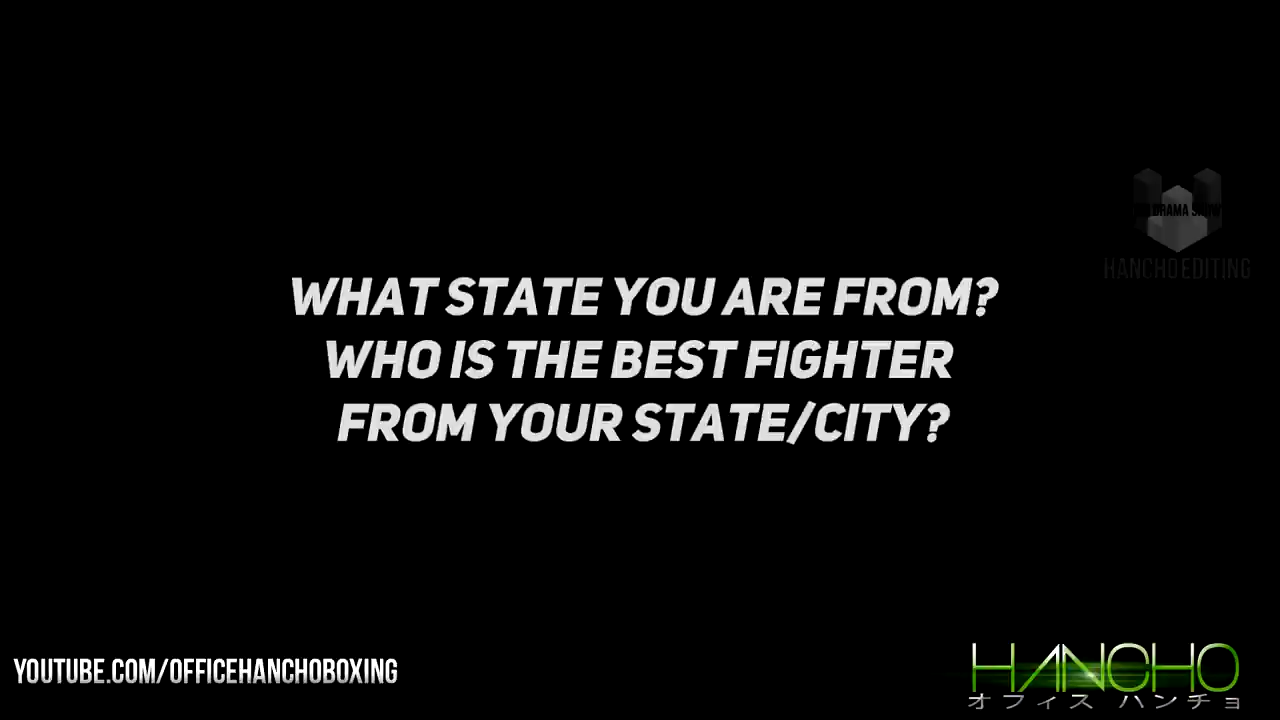 DRAMA
HANCHO EDITING
WHAT STATE YOU ARE FROM?
WHO IS THE BEST FIGHTER
FROM YOUR STATE/CITY?
YOUTUBE.COM/OFFICEHANCHOBOXING
HANCHO
オフィス ハンチョ